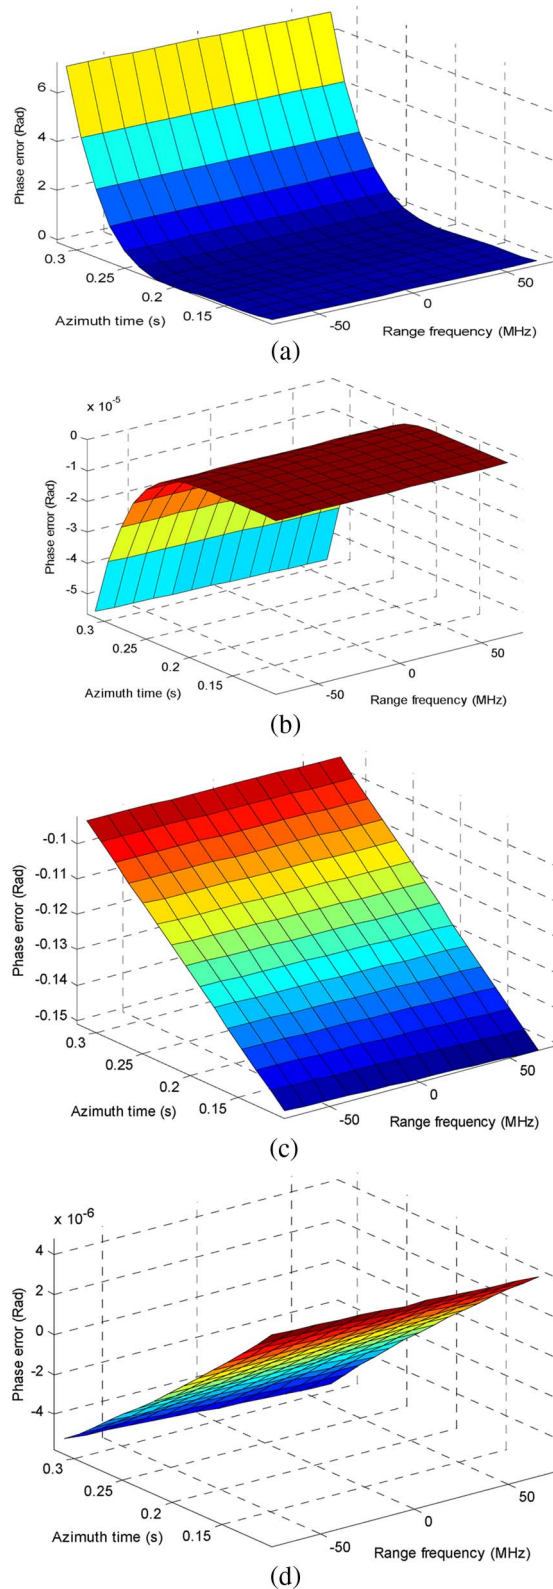 6
4
2
0
Phase error (Rad)
0.3
0.25
0.2
0.15
Azimuth time (s)
-50
0
50
Range frequency (MHz)
(a)
x 10-5
0
-1
-2
-3
-4
-5
Phase error (Rad)
0.3
0.25
0.2
0.15
Azimuth time (s)
-50
0
50
Range frequency (MHz)
(b)
-0.1
-0.11
-0.12
-0.13
-0.14
-0.15
Phase error (Rad)
0.3
0.25
0.2
0.15
Azimuth time (s)
-50
0
50
Range frequency (MHz)
(c)
x 10-6
4
2
0
-2
-4
Phase error (Rad)
0.3
0.25
0.2
0.15
Azimuth time (s)
-50
0
50
Range frequency (MHz)
(d)